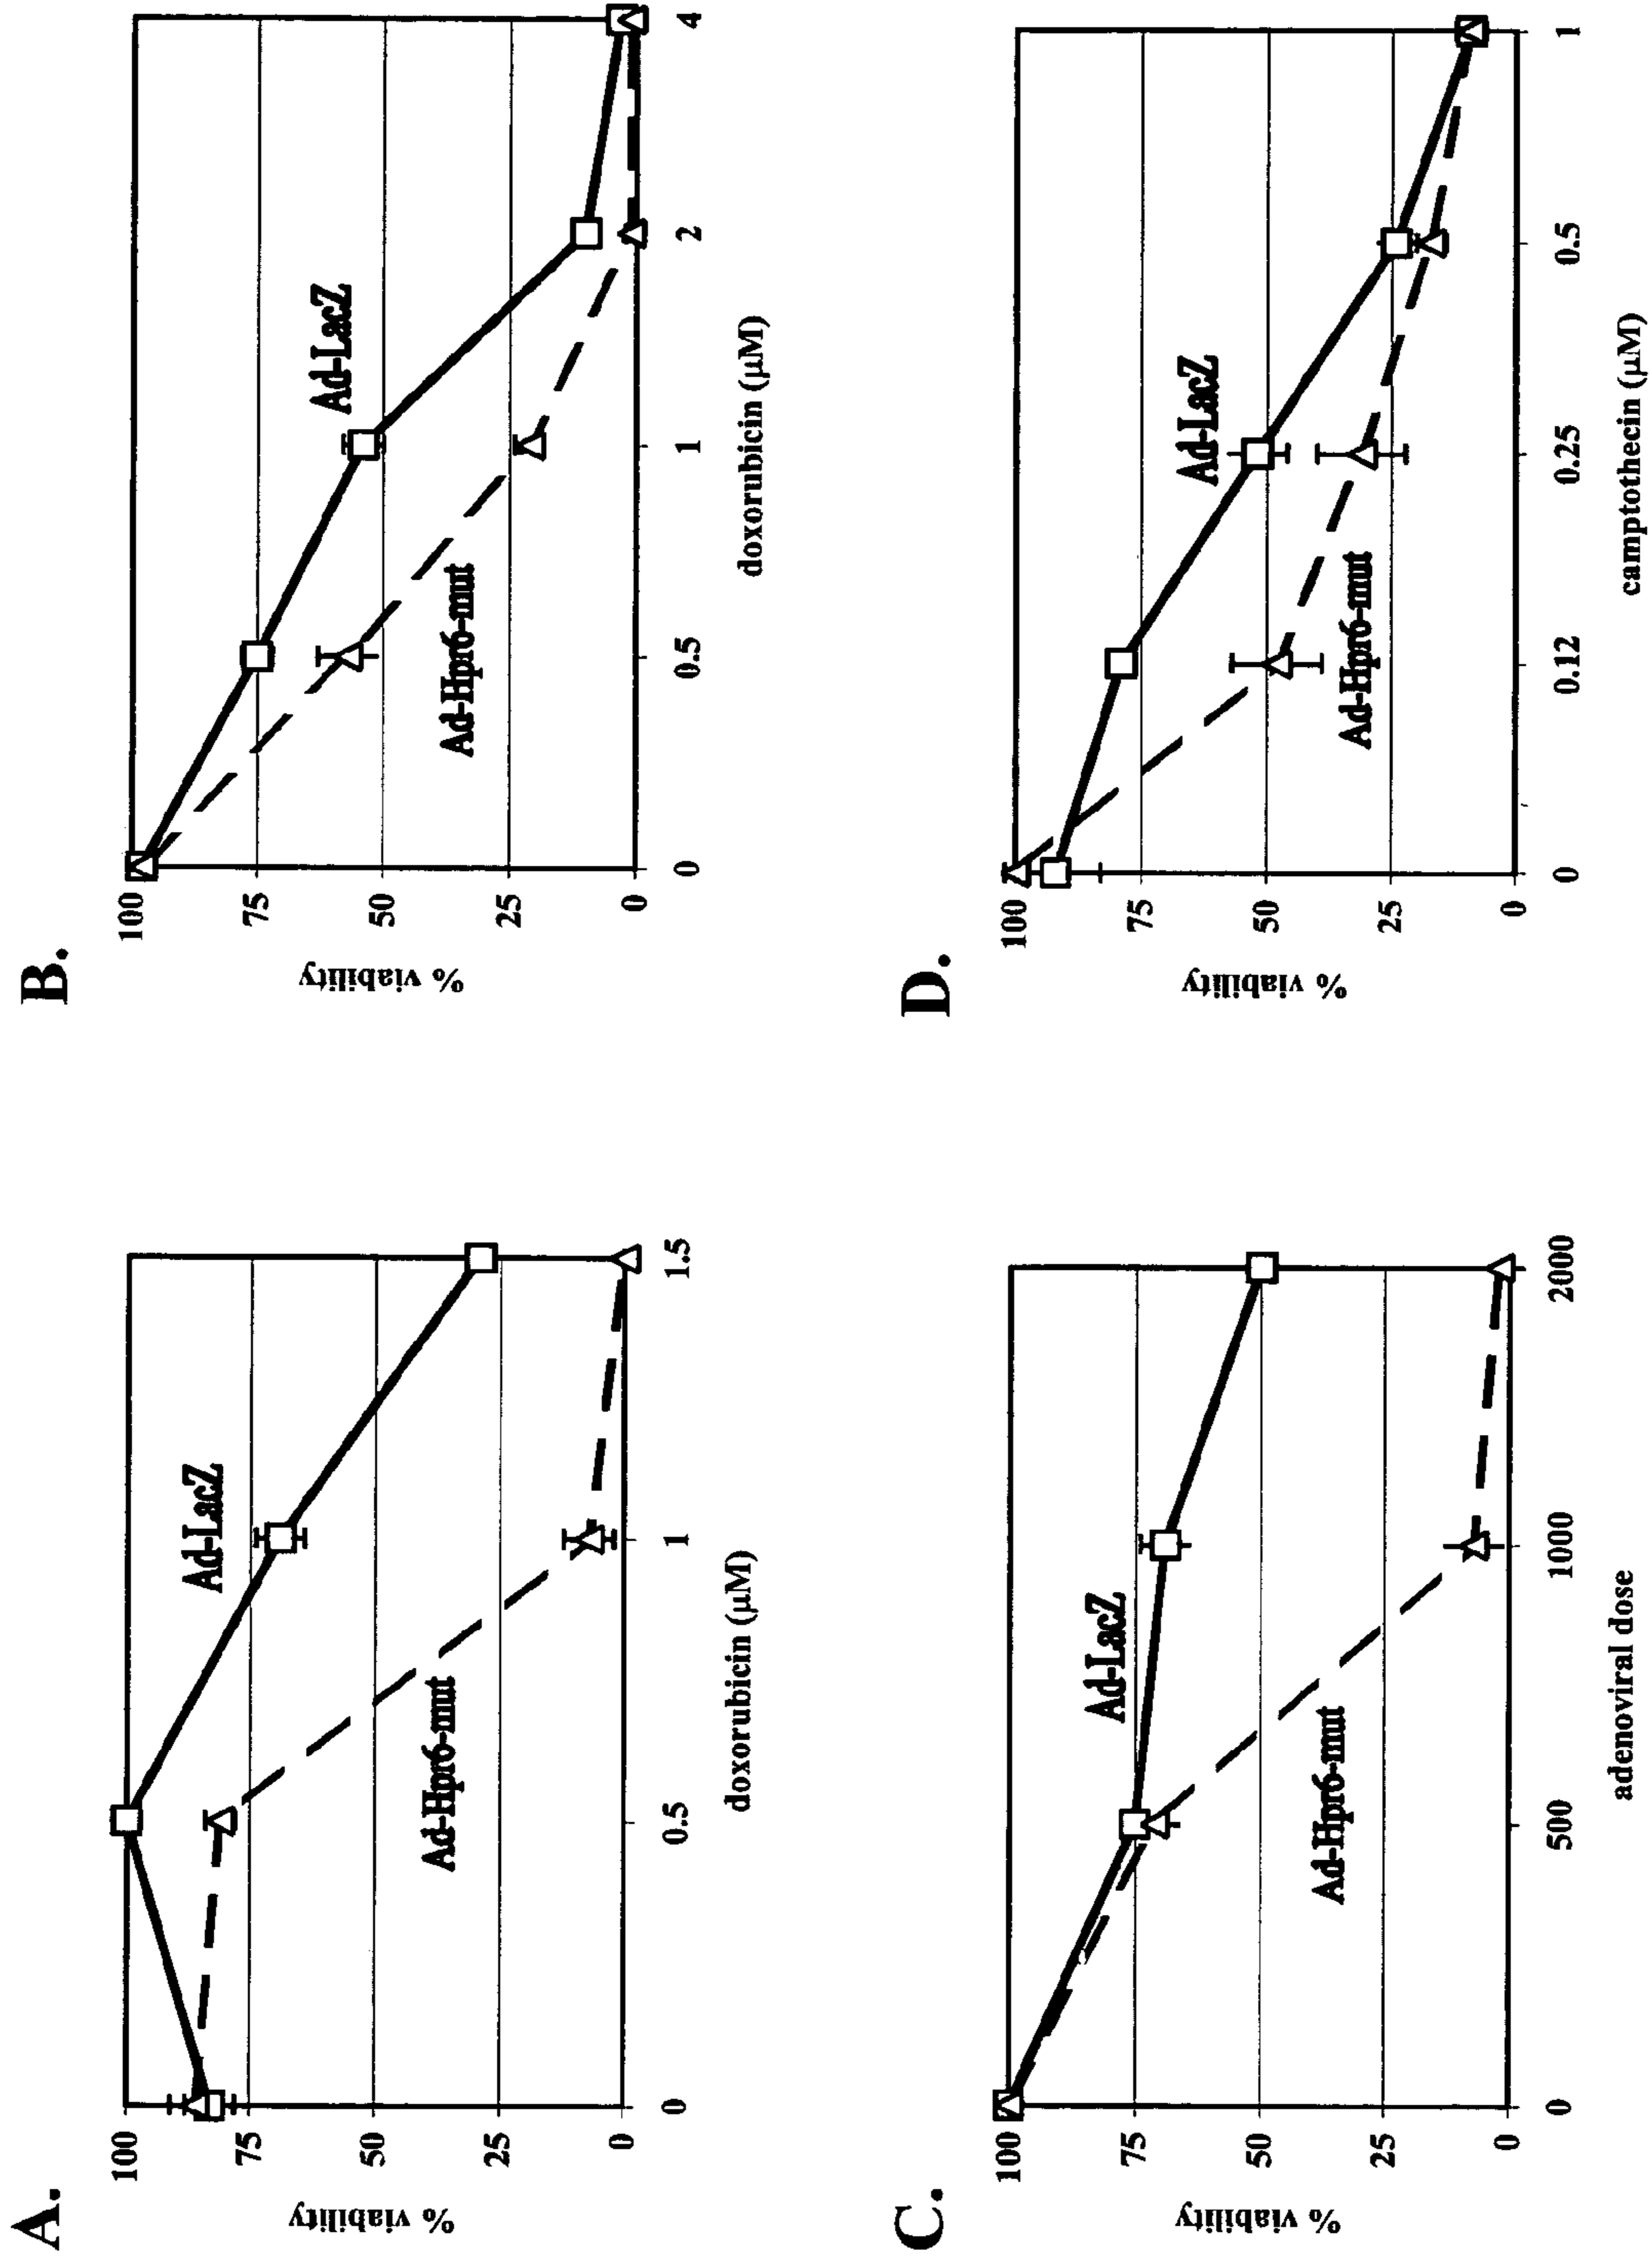 A.
% viability
100
75
50
25
0
Ad-LacZ
Ad-Hpr6-mut
0 0.5 1 1.5
doxorubicin (µM)
B.
% viability
100
75
50
25
0
Ad-LacZ
Ad-Hpr6-mut
0 0.5 1 2 4
doxorubicin (µM)
C.
% viability
100
75
50
25
0
Ad-LacZ
Ad-Hpr6-mut
0 500 1000 2000
adenoviral dose
D.
% viability
100
75
50
25
0
Ad-LacZ
Ad-Hpr6-mut
0 0.12 0.25 0.5 1
camptothecin (µM)